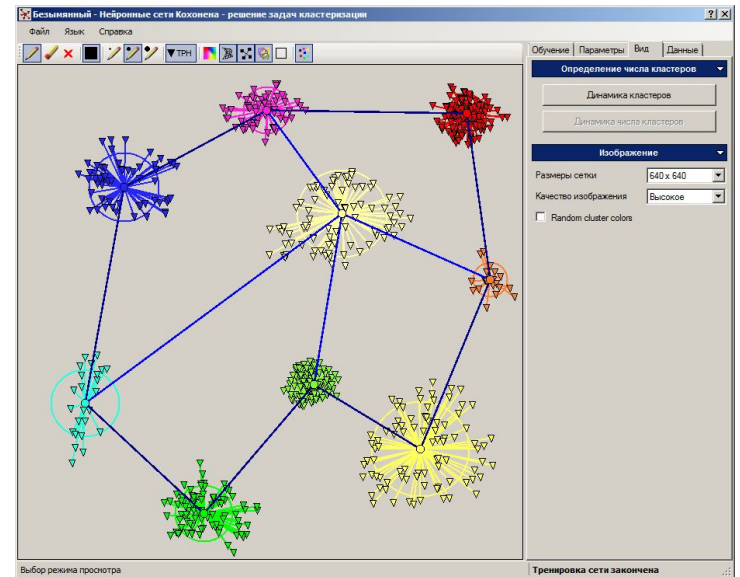 Безымянный - Нейронные сети Кохонена - решение задач кластеризации
Файл Язык Справка
ТРН
Обучение Параметры Вид Данные
Определение числа кластеров
Динамика кластеров
Динамика числа кластеров
Изображение
Размеры сетки 640 x 640
Качество изображения Высокое
Random cluster colors
Выбор режима просмотра
Тренировка сети закончена